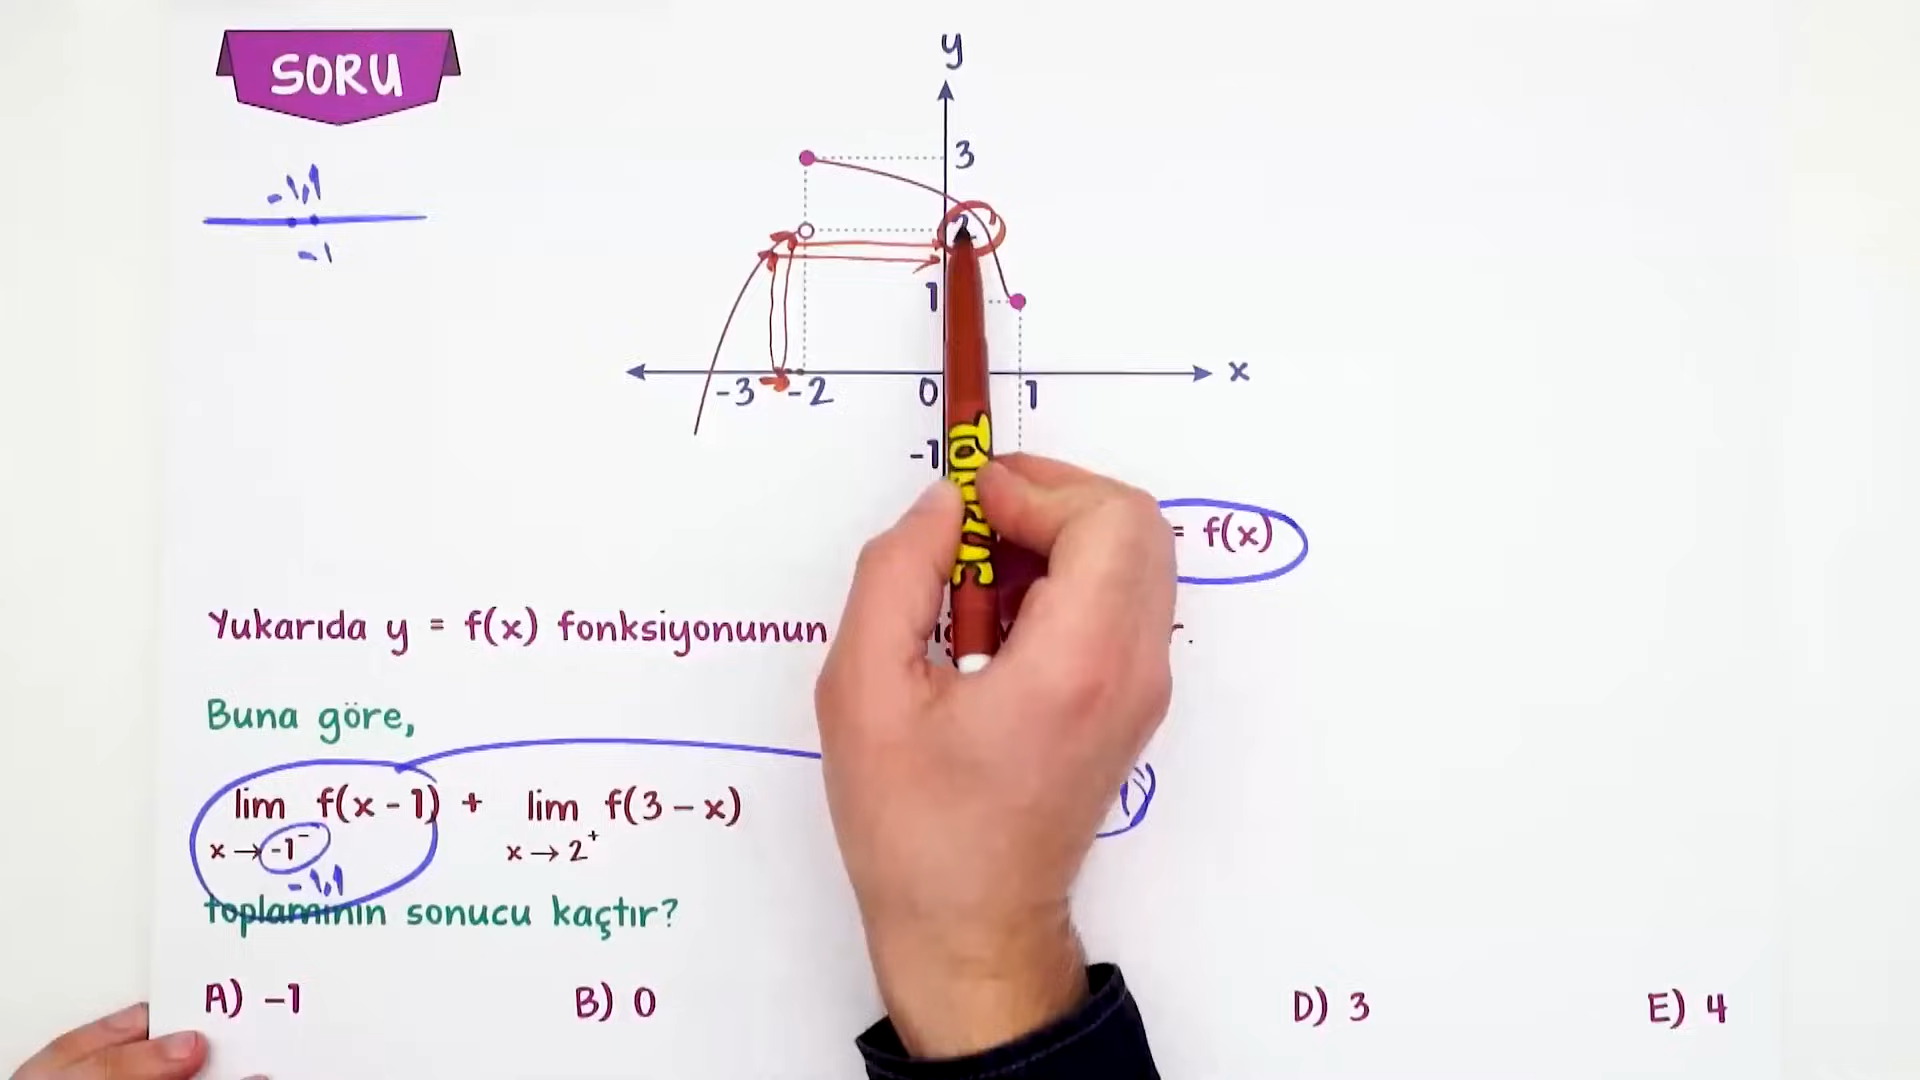 SORU
y
3
2
1
x
-3
-2
0
1
-1
-1,1
-1
= f(x)
Yukarıda y = f(x) fonksiyonunun r.
Buna göre,
lim f(x - 1) + lim f(3 - x)
x → -1⁻ x → 2⁺
-1,1
toplamının sonucu kaçtır?
A) -1 B) 0 D) 3 E) 4